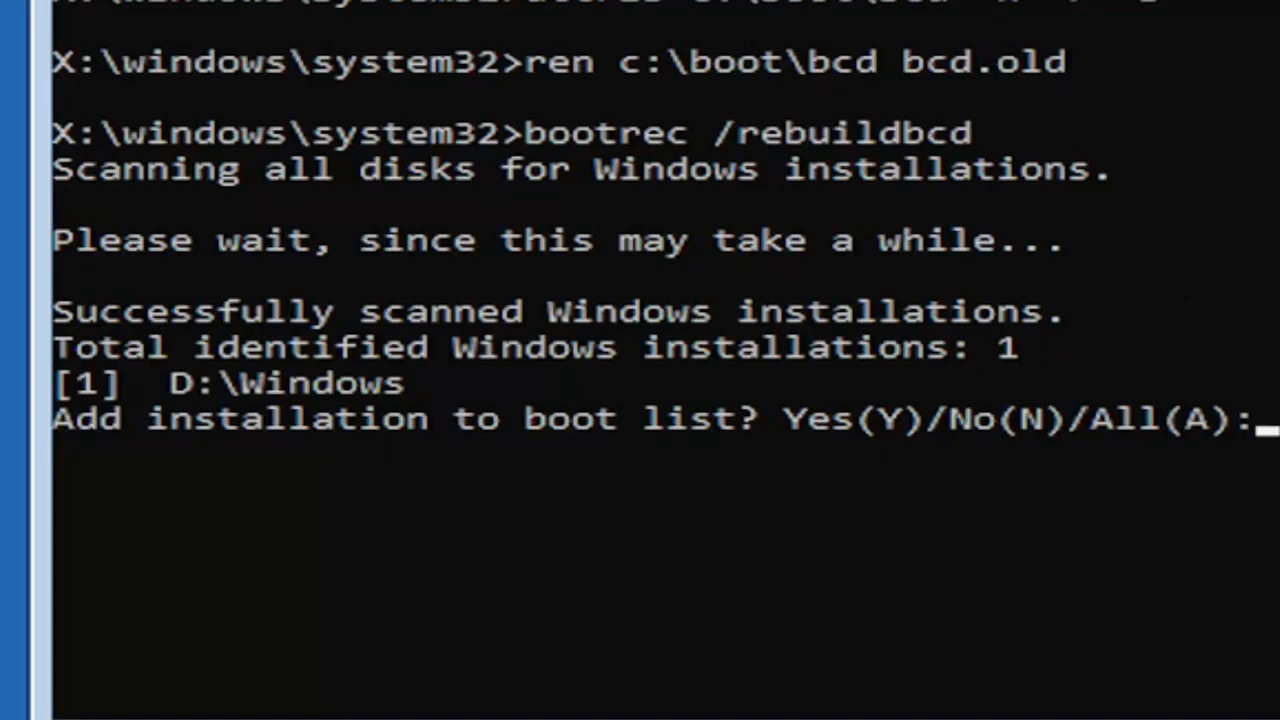 X:\windows\system32>ren c:\boot\bcd bcd.old
X:\windows\system32>bootrec /rebuildbcd
Scanning all disks for Windows installations.
Please wait, since this may take a while...
Successfully scanned Windows installations.
Total identified Windows installations: 1
[1]  D:\Windows
Add installation to boot list? Yes(Y)/No(N)/All(A):